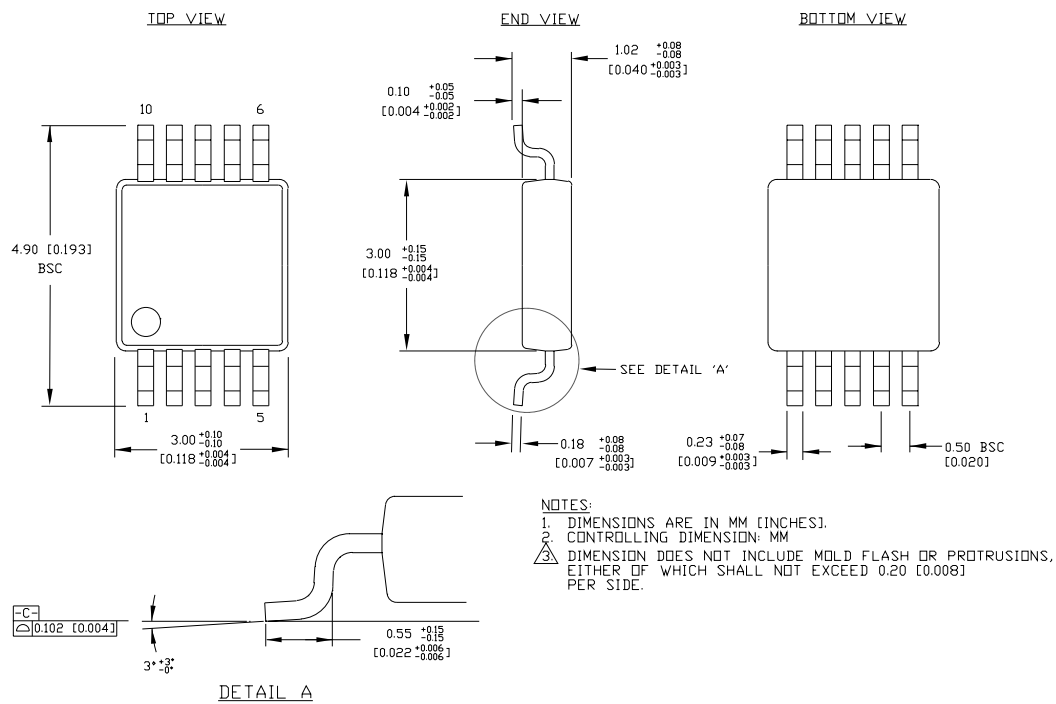 TOP VIEW
END VIEW
BOTTOM VIEW
1.02 +0.08 -0.08
[0.040 +0.003 -0.003]
0.10 +0.05 -0.05
[0.004 +0.002 -0.002]
10
6
4.90 [0.193]
BSC
3.00 +0.15 -0.15
[0.118 +0.004 -0.004]
SEE DETAIL 'A'
1
5
3.00 +0.10 -0.10
[0.118 +0.004 -0.004]
0.18 +0.08 -0.08
[0.007 +0.003 -0.003]
0.23 +0.07 -0.08
[0.009 +0.003 -0.003]
0.50 BSC
[0.020]
NOTES:
1. DIMENSIONS ARE IN MM [INCHES].
2. CONTROLLING DIMENSION: MM
3. DIMENSION DOES NOT INCLUDE MOLD FLASH OR PROTRUSIONS,
EITHER OF WHICH SHALL NOT EXCEED 0.20 [0.008]
PER SIDE.
-C-
0.102 [0.004]
3° +3° -0°
0.55 +0.15 -0.15
[0.022 +0.006 -0.006]
DETAIL A